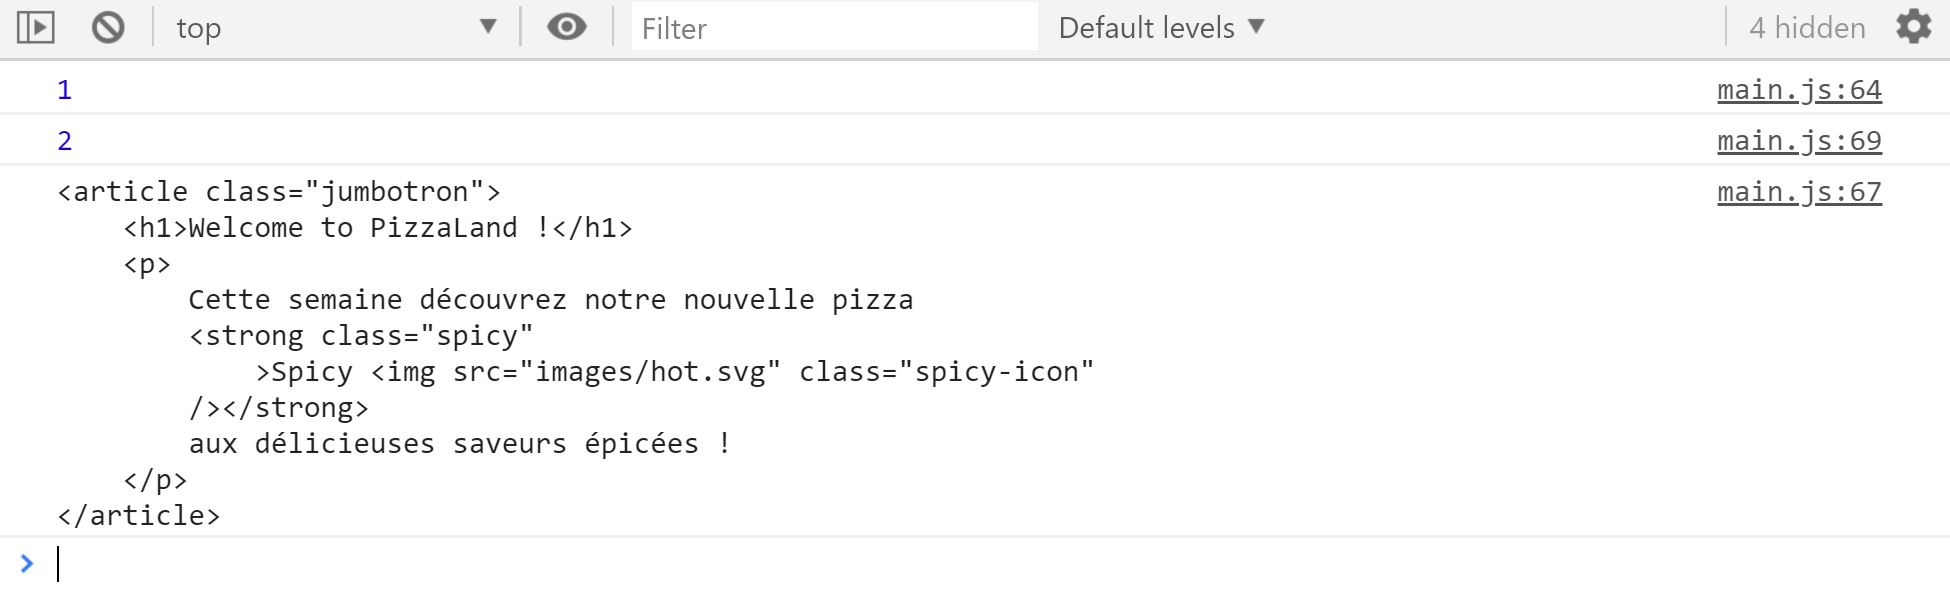 top Filter Default levels 4 hidden
1 main.js:64
2 main.js:69
<article class="jumbotron"> main.js:67
<h1>Welcome to PizzaLand !</h1>
<p>
Cette semaine découvrez notre nouvelle pizza
<strong class="spicy"
>Spicy <img src="images/hot.svg" class="spicy-icon"
/></strong>
aux délicieuses saveurs épicées !
</p>
</article>